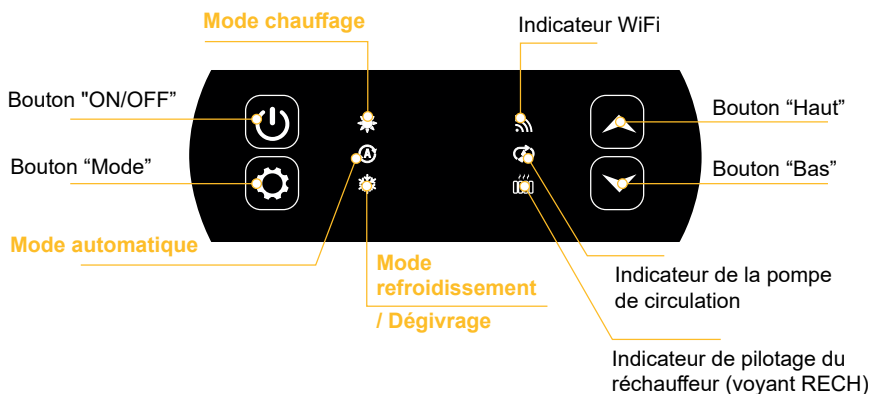 Mode chauffage
Indicateur WiFi
Bouton "ON/OFF”
Bouton “Haut”
Bouton “Mode”
A
Bouton “Bas”
Mode automatique
Mode
refroidissement
/ Dégivrage
Indicateur de la pompe
de circulation
Indicateur de pilotage du
réchauffeur (voyant RECH)